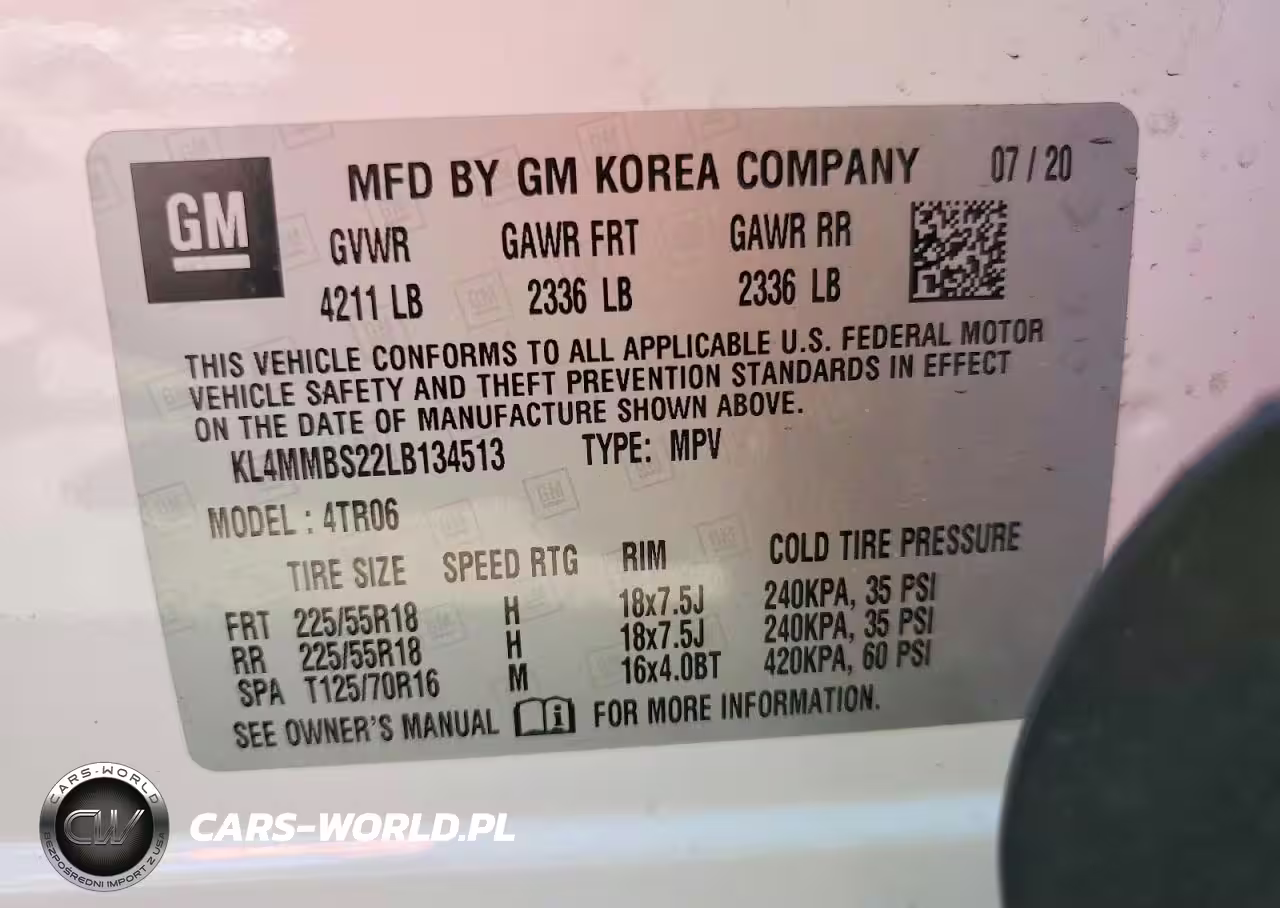 GM
MFD BY GM KOREA COMPANY 07 / 20
GVWR GAWR FRT GAWR RR
4211 LB 2336 LB 2336 LB
THIS VEHICLE CONFORMS TO ALL APPLICABLE U.S. FEDERAL MOTOR
VEHICLE SAFETY AND THEFT PREVENTION STANDARDS IN EFFECT
ON THE DATE OF MANUFACTURE SHOWN ABOVE.
KL4MMBS22LB134513 TYPE: MPV
MODEL : 4TR06
TIRE SIZE SPEED RTG RIM COLD TIRE PRESSURE
FRT 225/55R18 H 18x7.5J 240KPA, 35 PSI
RR 225/55R18 H 18x7.5J 240KPA, 35 PSI
SPA T125/70R16 M 16x4.0BT 420KPA, 60 PSI
SEE OWNER'S MANUAL i FOR MORE INFORMATION.
CARS-WORLD
CW
BEZPOŚREDNI IMPORT Z USA
CARS-WORLD.PL